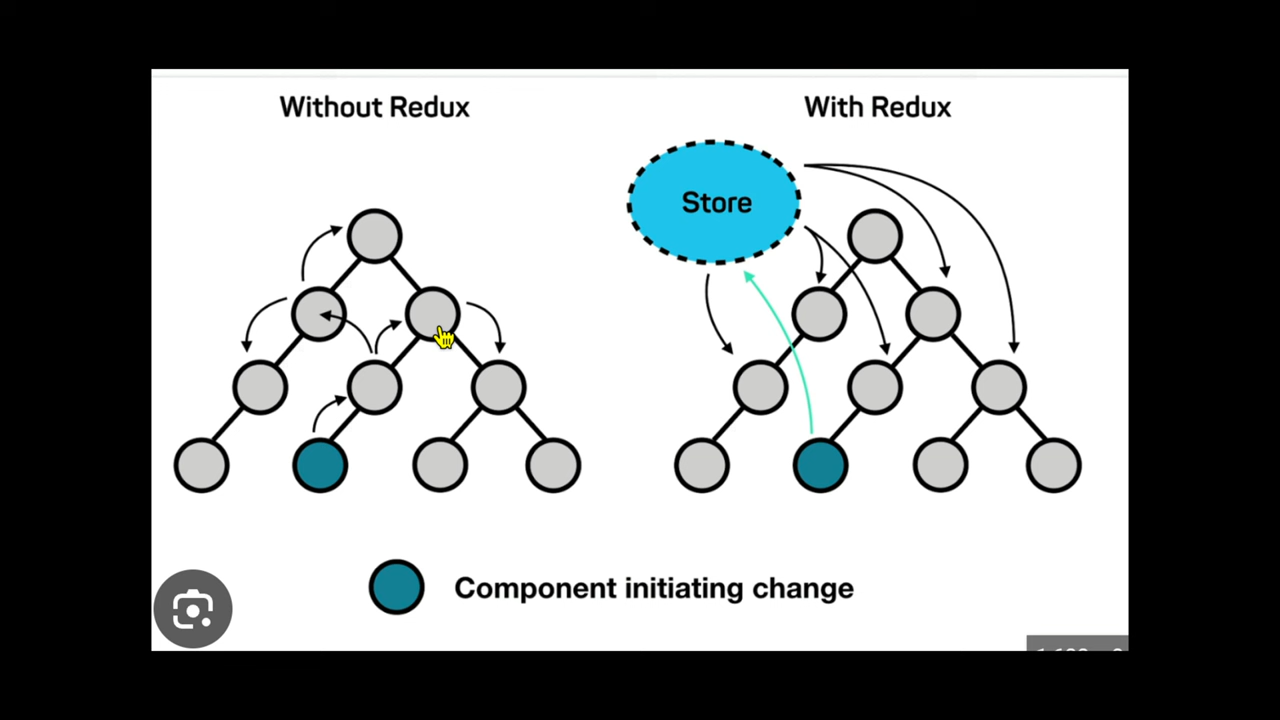 Without Redux
With Redux
Store
Component initiating change